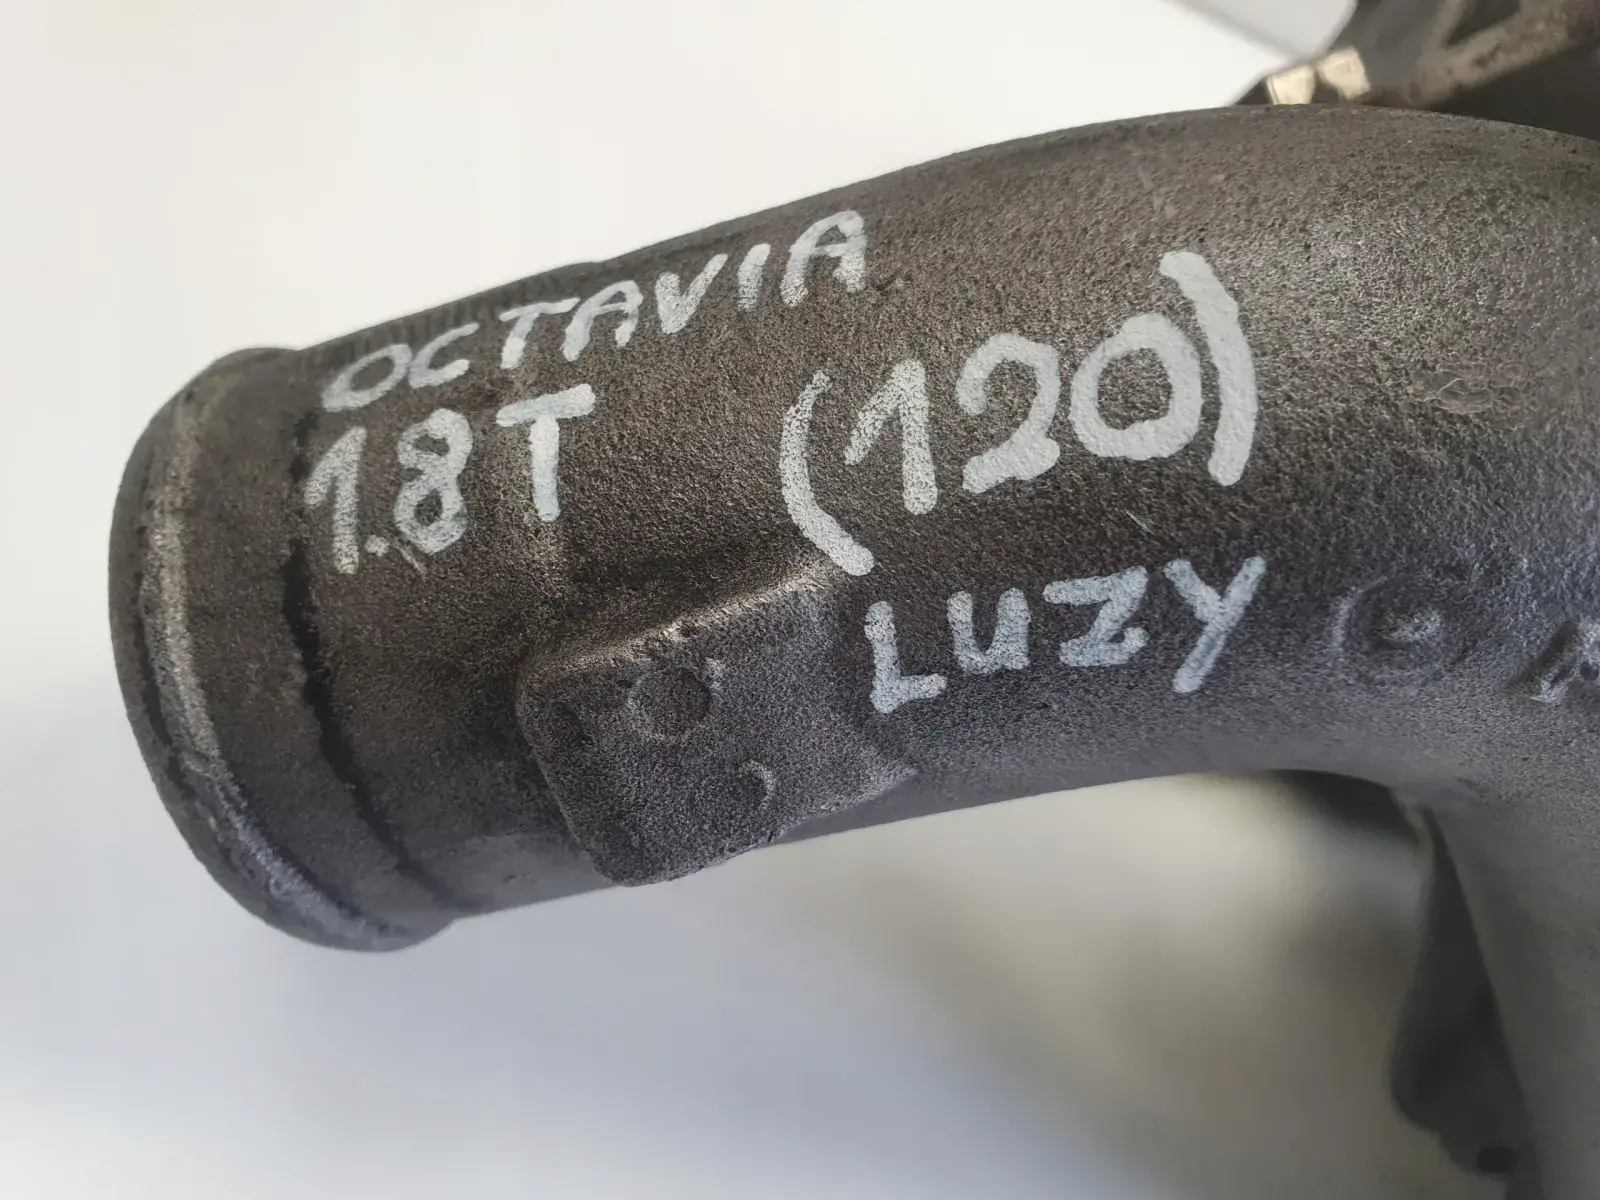 OCTAVIA
1.8T
(120)
LUZY